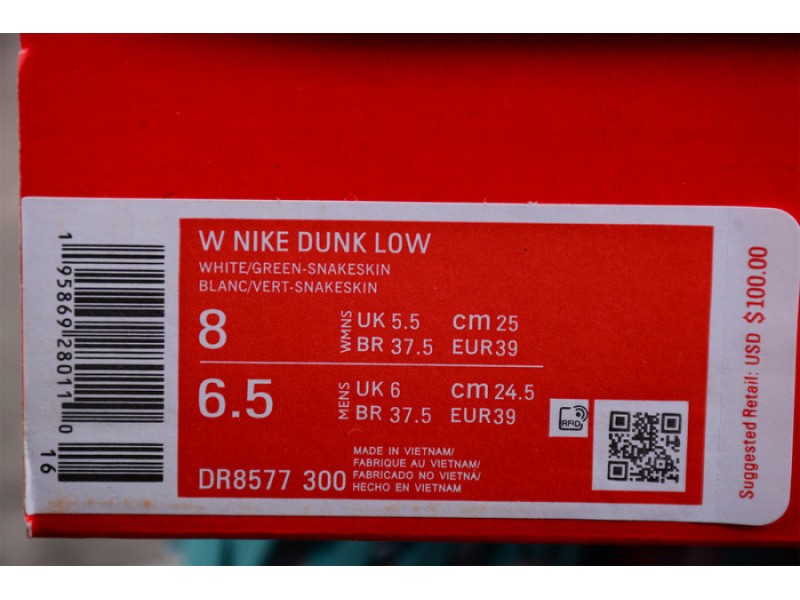 W NIKE DUNK LOW
WHITE/GREEN-SNAKESKIN
BLANC/VERT-SNAKESKIN
8 WMNS UK 5.5 cm 25
BR 37.5 EUR39
6.5 MENS UK 6 cm 24.5
BR 37.5 EUR39
DR8577 300
MADE IN VIETNAM/
FABRIQUE AU VIETNAM/
FABRICADO NO VIETNA/
HECHO EN VIETNAM
RFID
1 95869 28011 0
16
Suggested Retail: USD $100.00